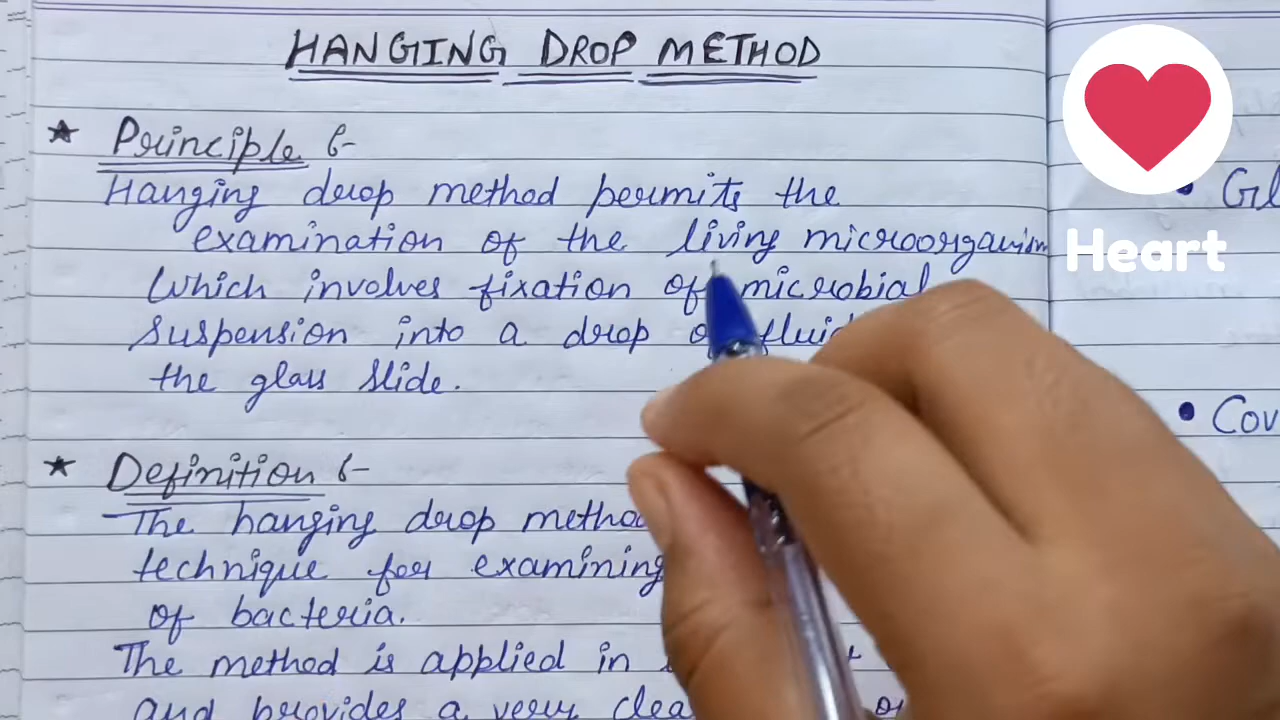 HANGING DROP METHOD
★ Principle :-
Hanging drop method permits the
examination of the living microorganism
Which involves fixation of microbial
suspension into a drop of fluid
the glass slide.
★ Definition :-
The hanging drop
technique for examining
of bacteria.
The method is applied in
and provides a very
Heart